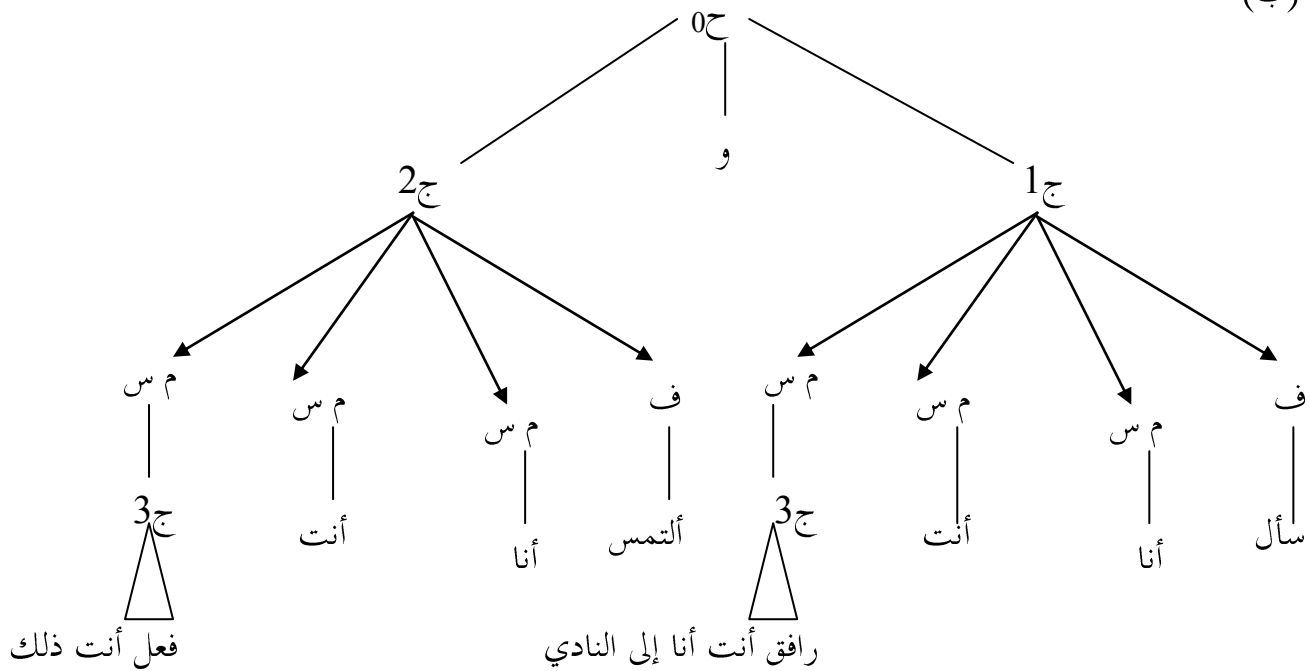 (ب)
ح0
و
ج1 ج2
م س م س م س ف م س م س م س ف
سأل أنا أنت ج3 ألتمس أنا أنت ج3
رافق أنت أنا إلى النادي فعل أنت ذلك